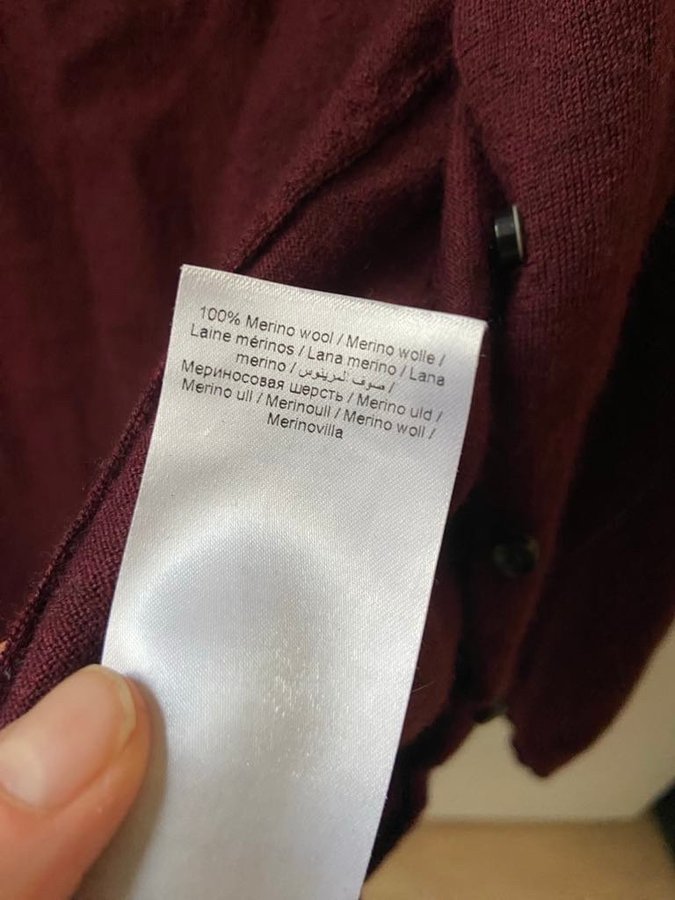 100% Merino wool / Merino wolle /
Laine mérinos / Lana merino / Lana
merino / صوف المرينوس /
Мериносовая шерсть / Merino uld /
Merino ull / Merinoull / Merino woll /
Merinovilla